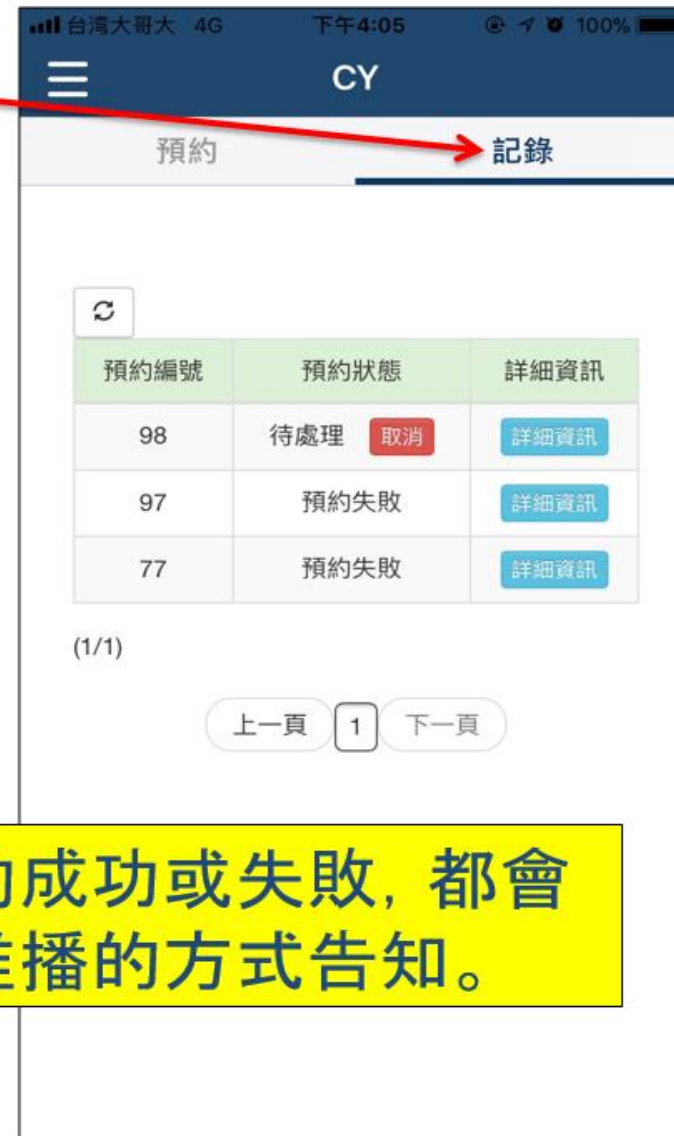 台湾大哥大 4G 下午4:05 100%
CY
預約 記錄
預約編號 預約狀態 詳細資訊
98 待處理 取消 詳細資訊
97 預約失敗 詳細資訊
77 預約失敗 詳細資訊
(1/1)
上一頁 1 下一頁
成功或失敗, 都會
播的方式告知。